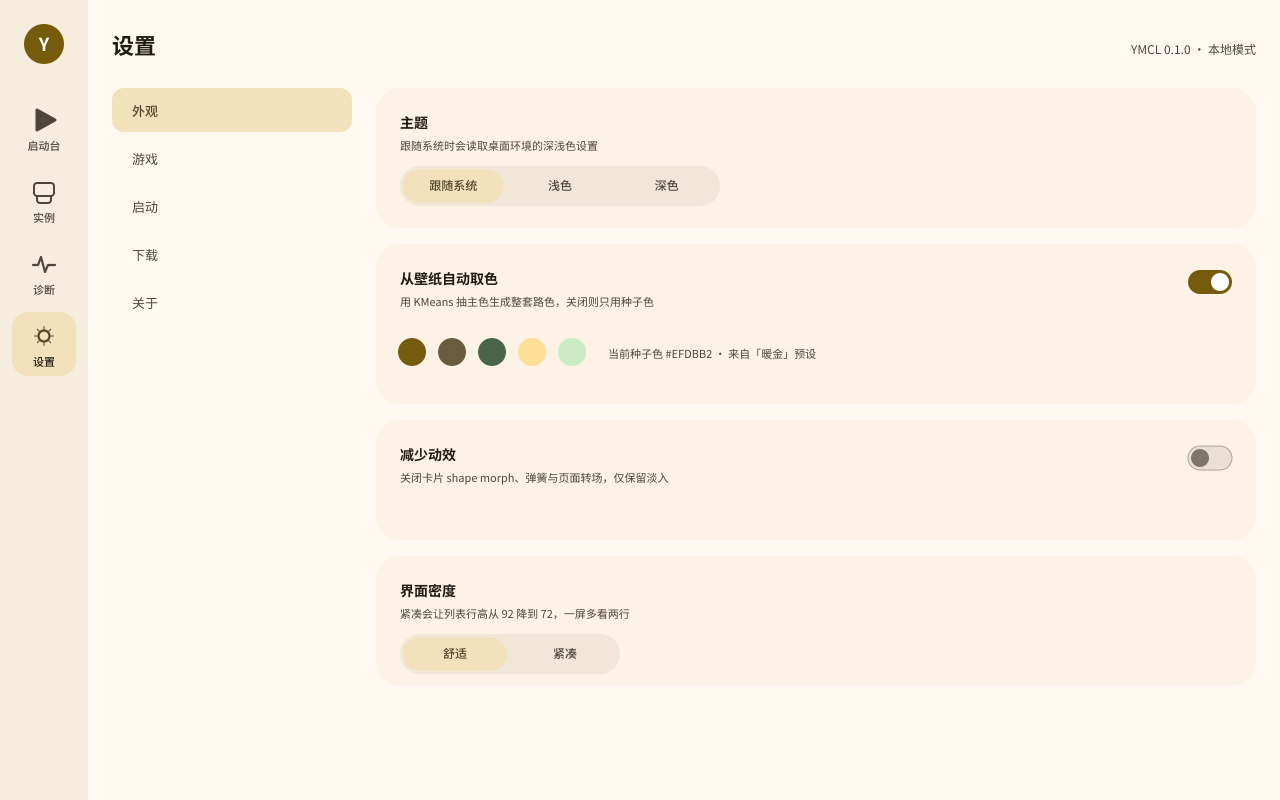 Y
启动台
实例
诊断
设置
设置
YMCL 0.1.0 · 本地模式
外观
游戏
启动
下载
关于
主题
跟随系统时会读取桌面环境的深浅色设置
跟随系统
浅色
深色
从壁纸自动取色
用 KMeans 抽主色生成整套路色，关闭则只用种子色
当前种子色 #EFDBB2 · 来自「暖金」预设
减少动效
关闭卡片 shape morph、弹簧与页面转场，仅保留淡入
界面密度
紧凑会让列表行高从 92 降到 72，一屏多看两行
舒适
紧凑